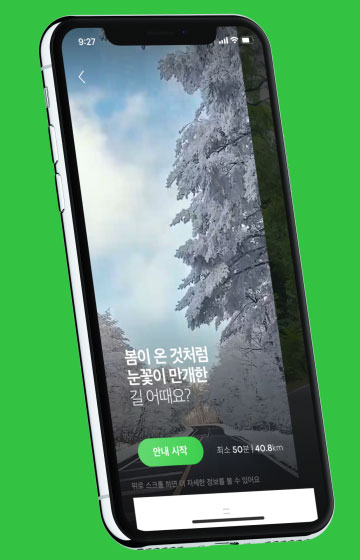 9:27
봄이 온 것처럼
눈꽃이 만개한
길 어때요?
안내 시작
최소 50분 | 40.8km
위로 스크롤 하면 더 자세한 정보를 볼 수 있어요